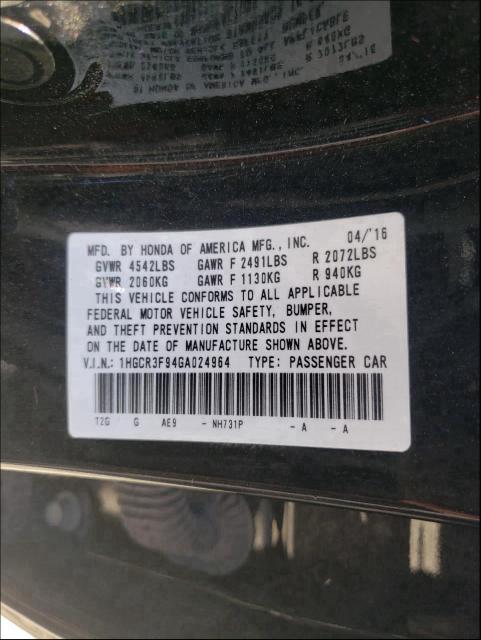 MFD. BY HONDA OF AMERICA MFG., INC. 04/'16
GVWR 4542LBS GAWR F 2491LBS R 2072LBS
GVWR 2060KG GAWR F 1130KG R 940KG
THIS VEHICLE CONFORMS TO ALL APPLICABLE
FEDERAL MOTOR VEHICLE SAFETY, BUMPER,
AND THEFT PREVENTION STANDARDS IN EFFECT
ON THE DATE OF MANUFACTURE SHOWN ABOVE.
V.I.N.: 1HGCR3F94GA024964 TYPE: PASSENGER CAR
T2G G AE9 - NH731P - A - A